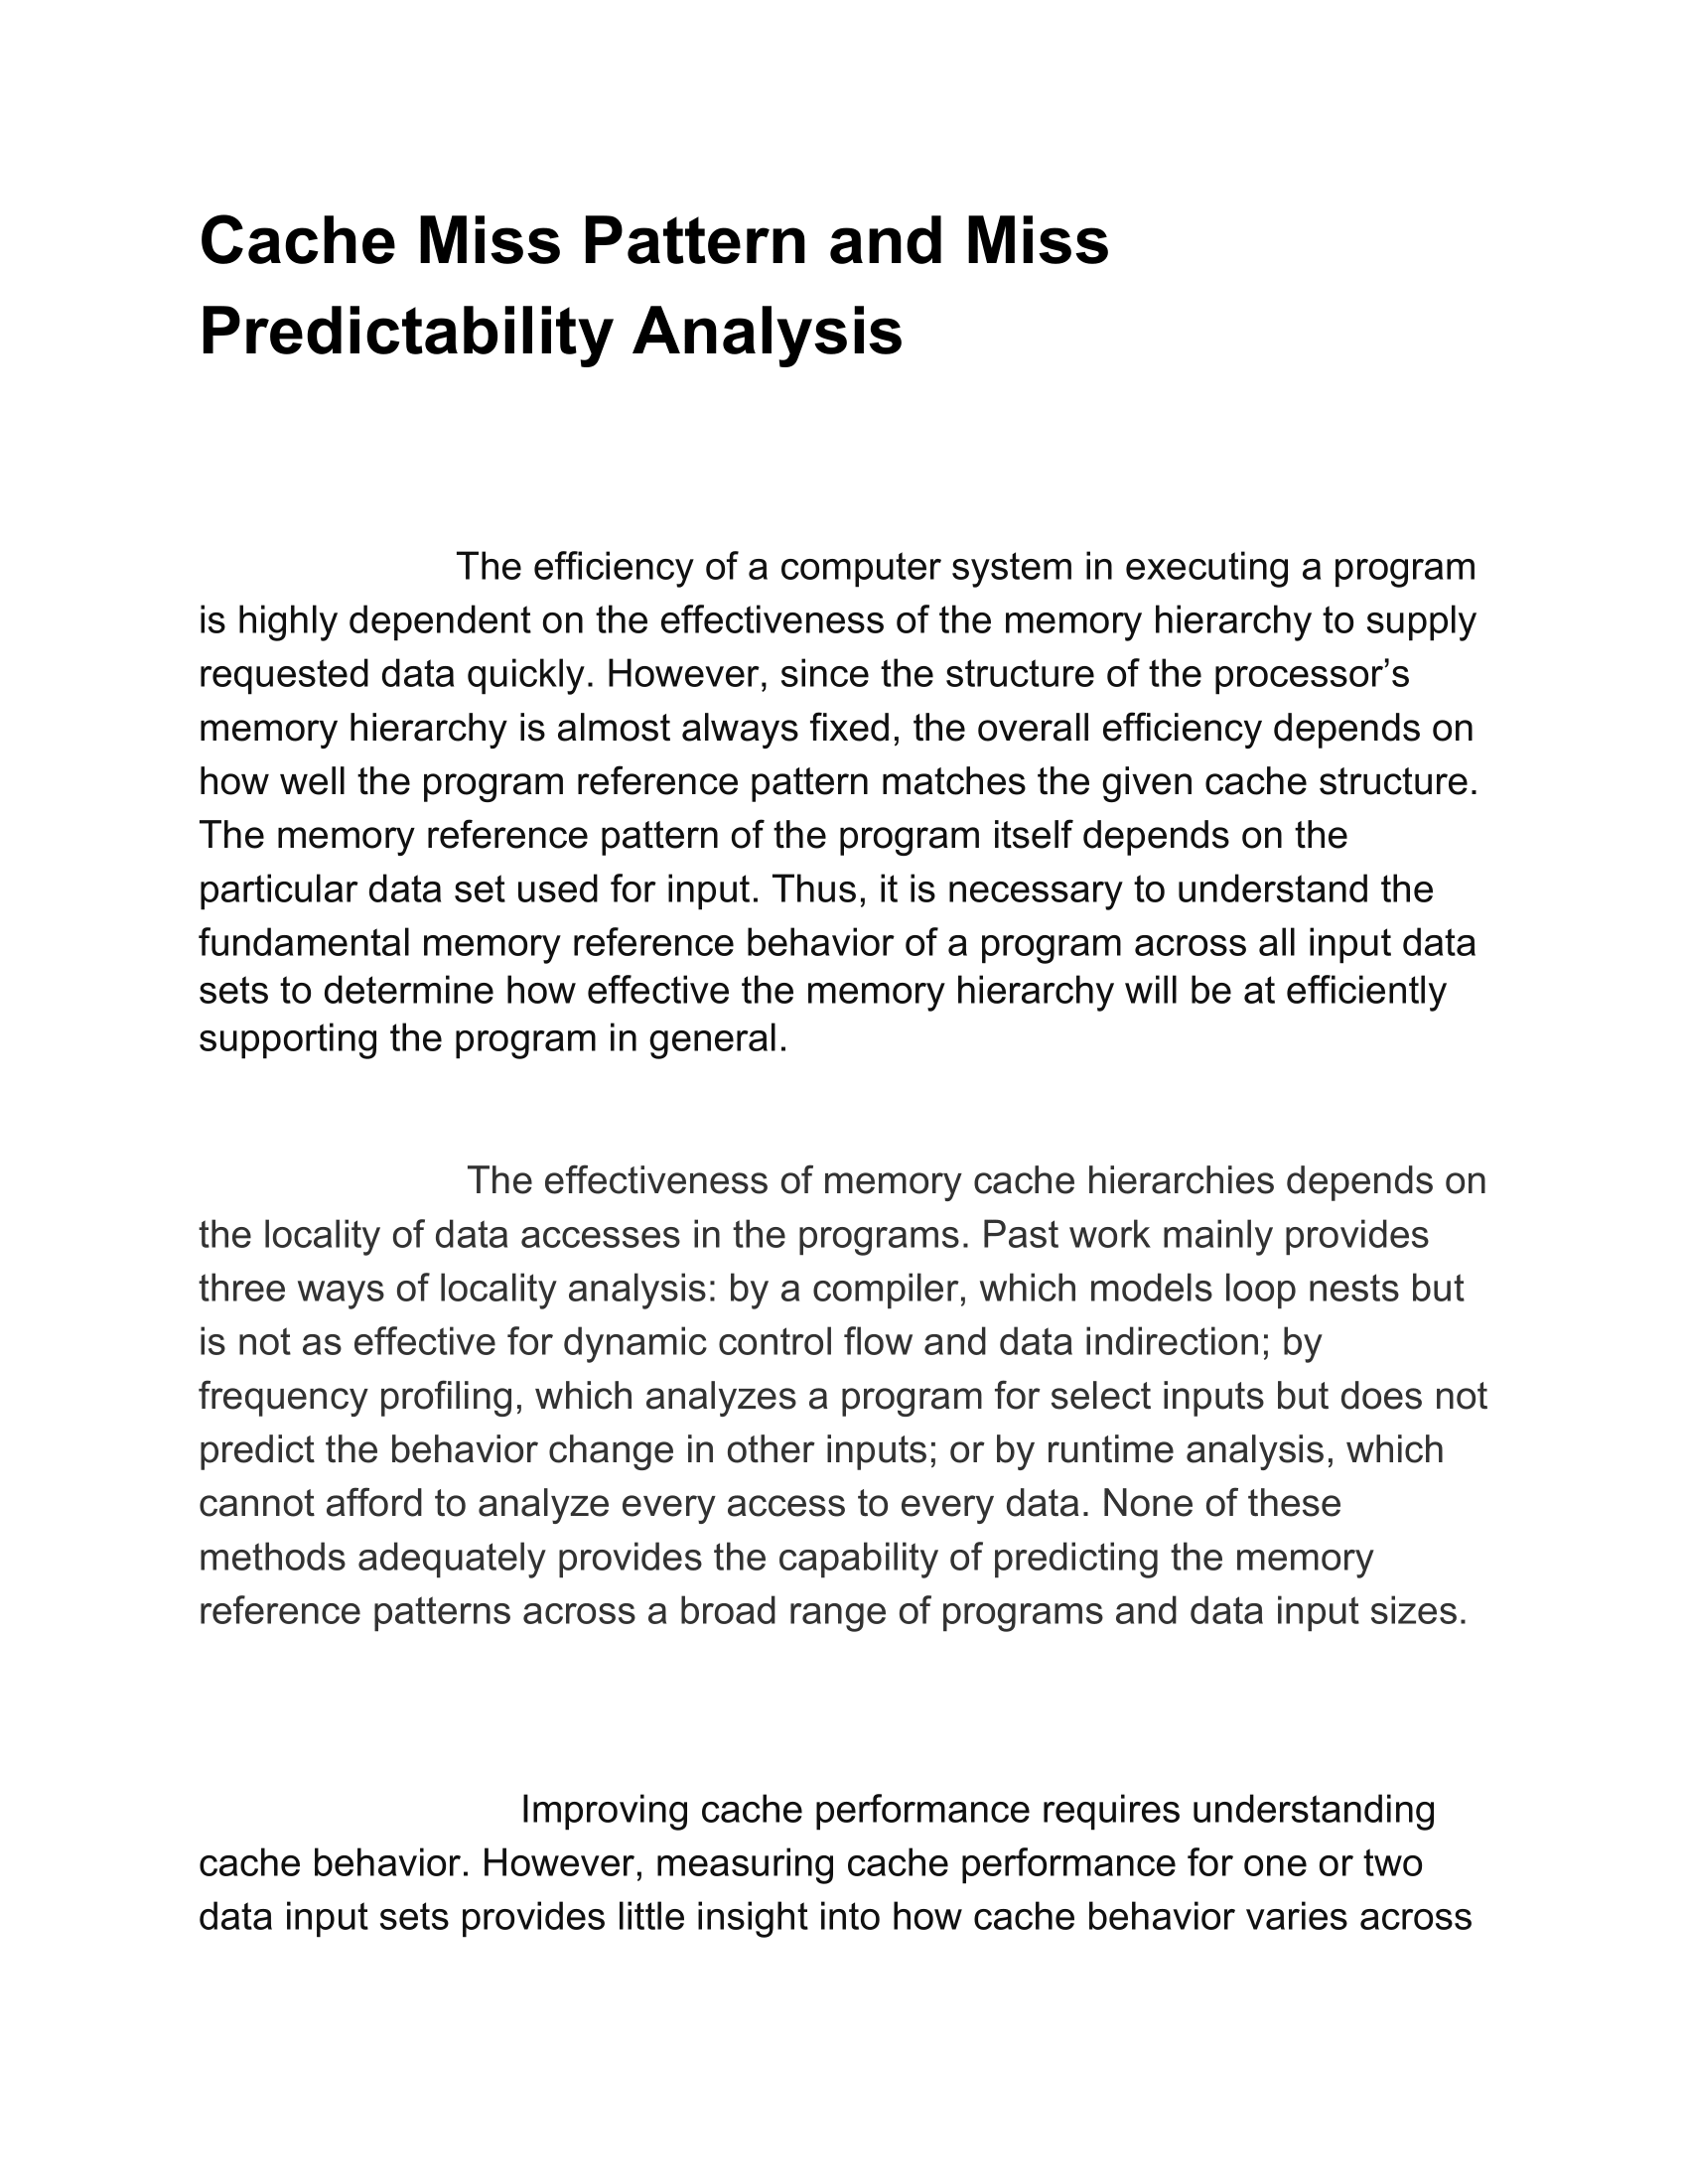 Cache Miss Pattern and Miss
Predictability Analysis
The efficiency of a computer system in executing a program
is highly dependent on the effectiveness of the memory hierarchy to supply
requested data quickly. However, since the structure of the processor’s
memory hierarchy is almost always fixed, the overall efficiency depends on
how well the program reference pattern matches the given cache structure.
The memory reference pattern of the program itself depends on the
particular data set used for input. Thus, it is necessary to understand the
fundamental memory reference behavior of a program across all input data
sets to determine how effective the memory hierarchy will be at efficiently
supporting the program in general.
The effectiveness of memory cache hierarchies depends on
the locality of data accesses in the programs. Past work mainly provides
three ways of locality analysis: by a compiler, which models loop nests but
is not as effective for dynamic control flow and data indirection; by
frequency profiling, which analyzes a program for select inputs but does not
predict the behavior change in other inputs; or by runtime analysis, which
cannot afford to analyze every access to every data. None of these
methods adequately provides the capability of predicting the memory
reference patterns across a broad range of programs and data input sizes.
Improving cache performance requires understanding
cache behavior. However, measuring cache performance for one or two
data input sets provides little insight into how cache behavior varies across